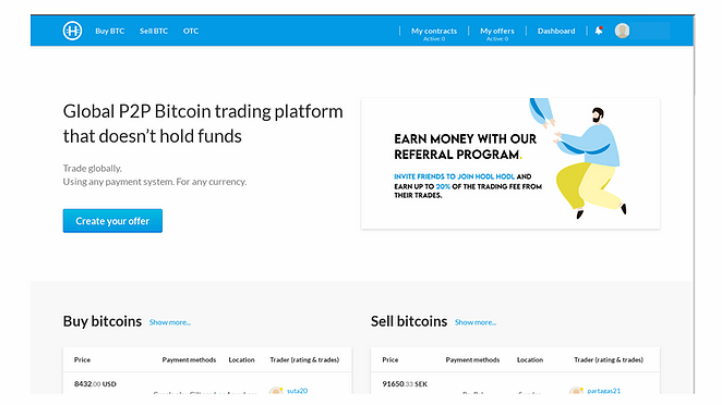 Buy BTC Sell BTC OTC
My contracts My offers Dashboard
Active: 0 Active: 0
Global P2P Bitcoin trading platform
that doesn't hold funds
Trade globally.
Using any payment system. For any currency.
Create your offer
EARN MONEY WITH OUR
REFERRAL PROGRAM.
INVITE FRIENDS TO JOIN HODL HODL AND
EARN UP TO 20% OF THE TRADING FEE FROM
THEIR TRADES.
Buy bitcoins Show more...
Price Payment methods Location Trader (rating & trades)
8432.00 USD suta20
Sell bitcoins Show more...
Price Payment methods Location Trader (rating & trades)
91650.33 SEK partagas21